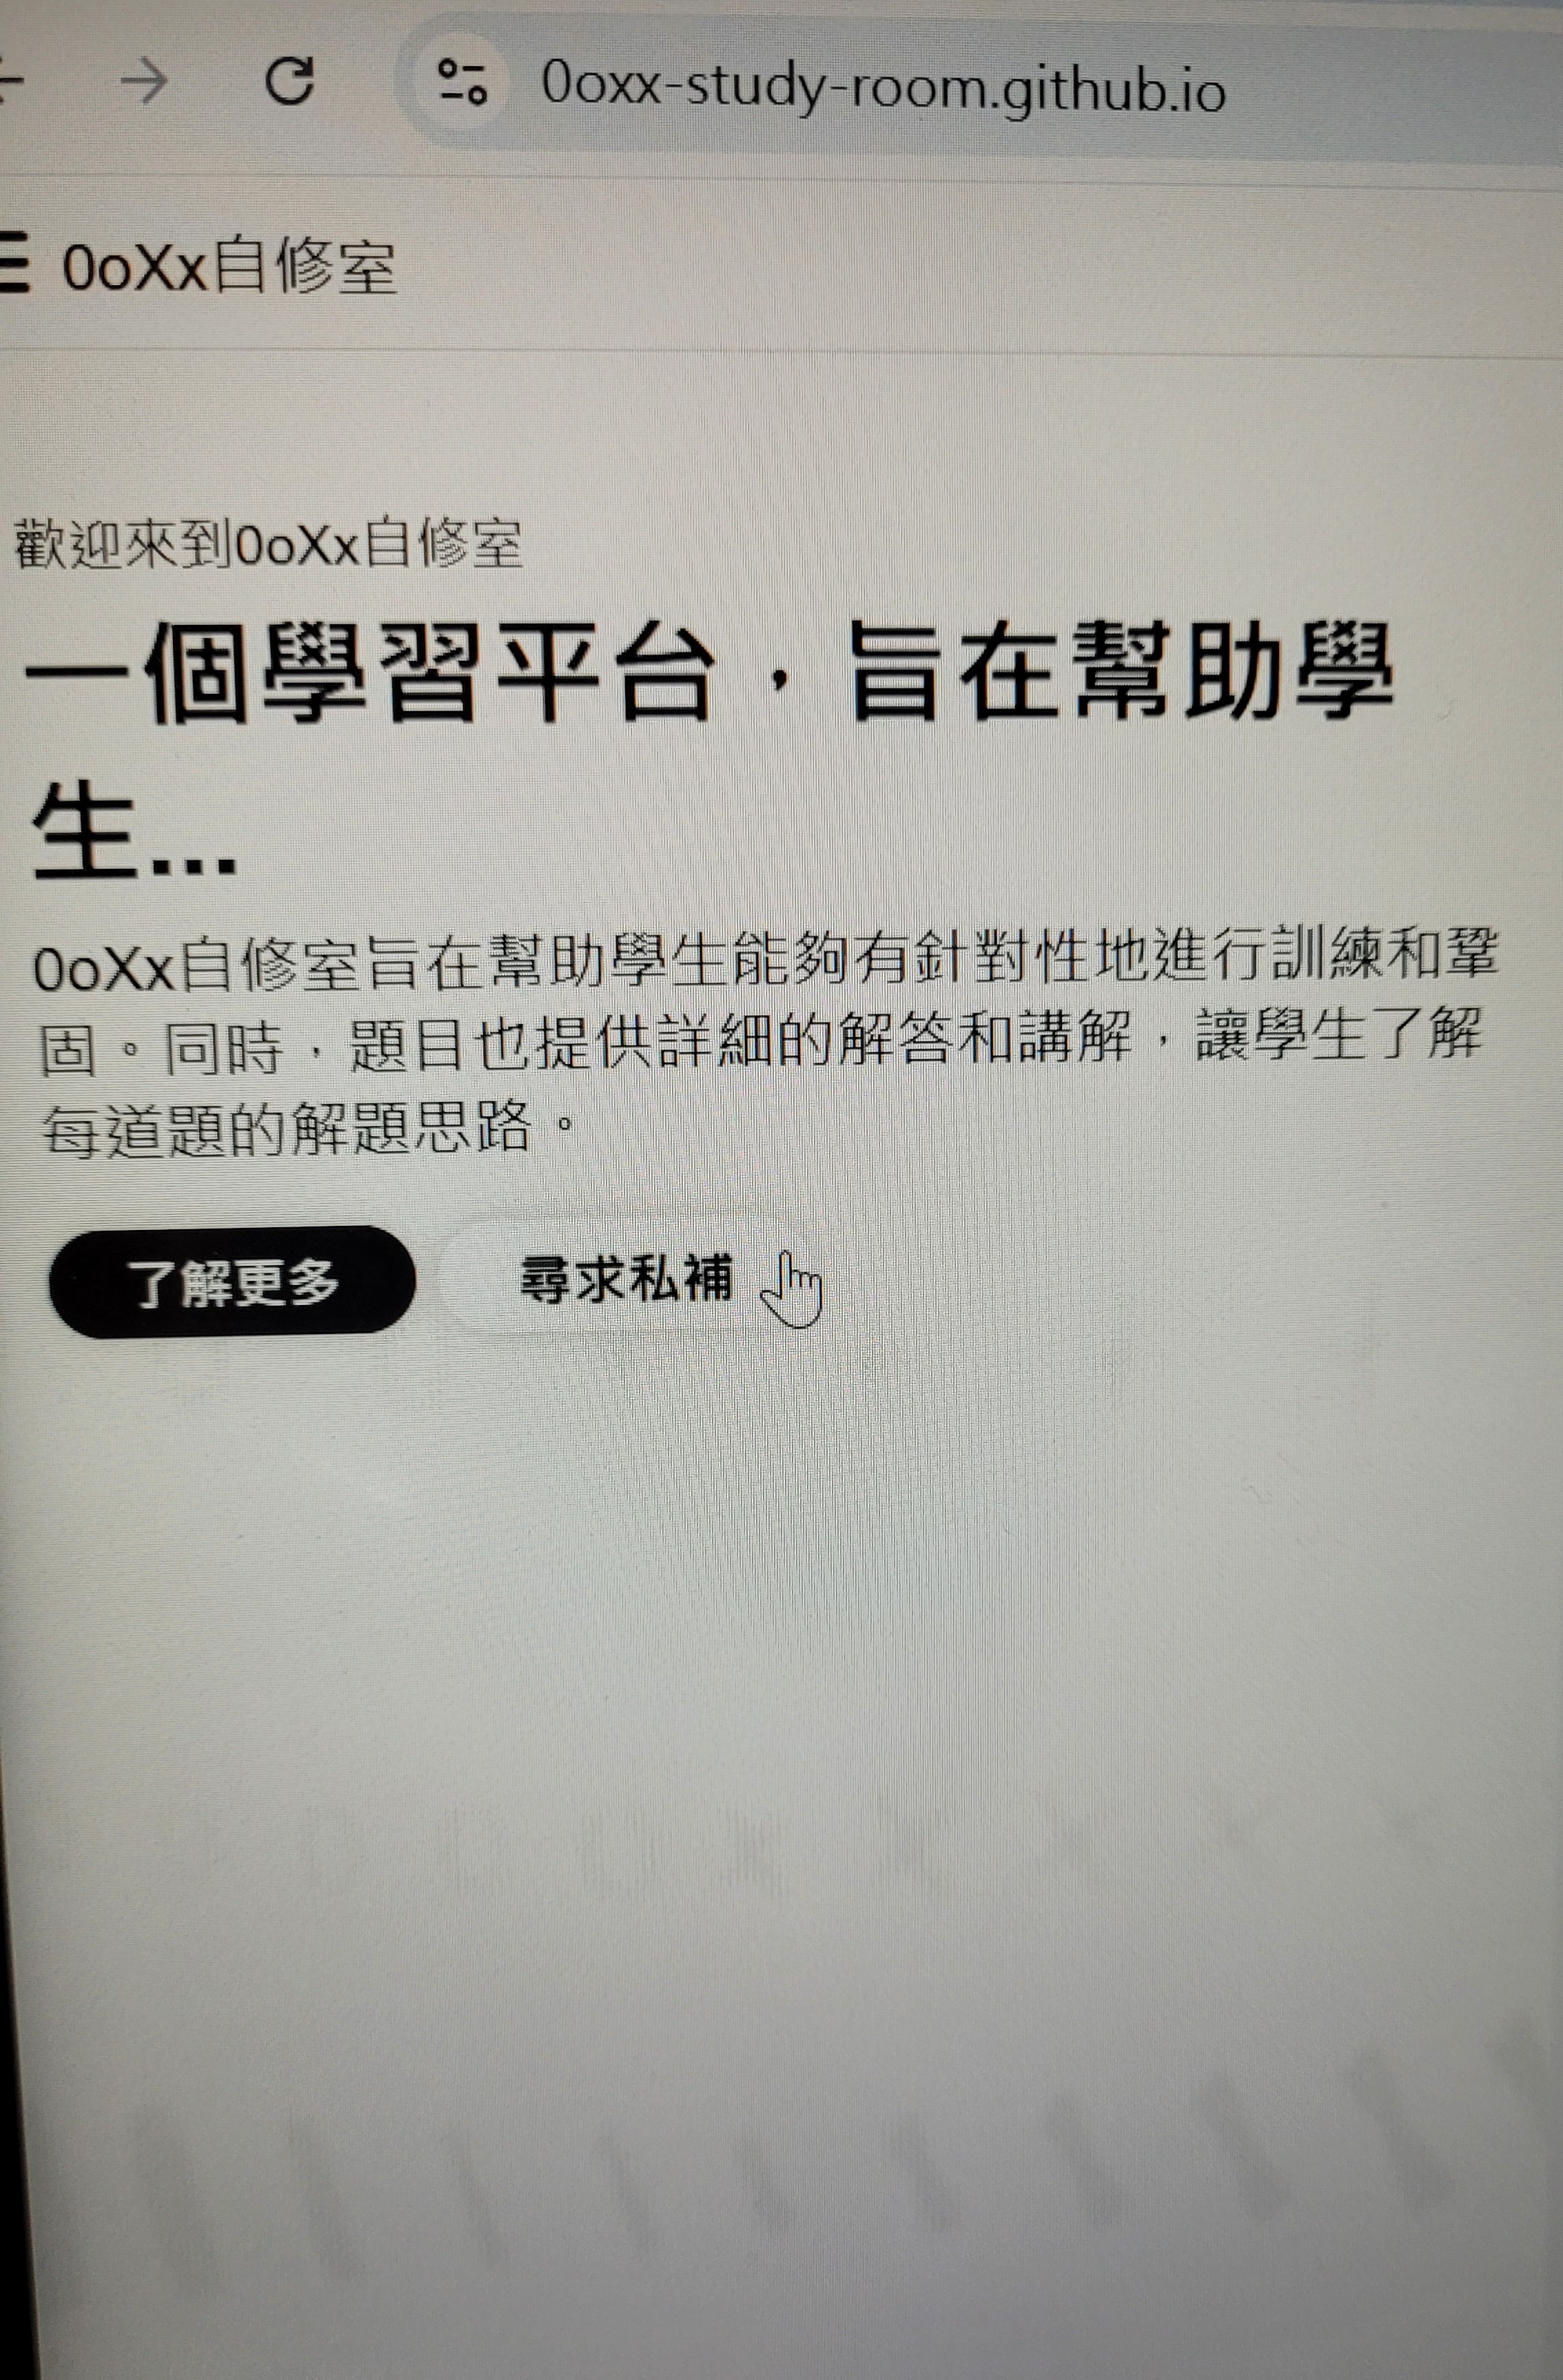 0oxx-study-room.github.io
0oXx自修室
歡迎來到0oXx自修室
一個學習平台，旨在幫助學
生...
0oXx自修室旨在幫助學生能夠有針對性地進行訓練和鞏
固。同時，題目也提供詳細的解答和講解，讓學生了解
每道題的解題思路。
了解更多
尋求私補